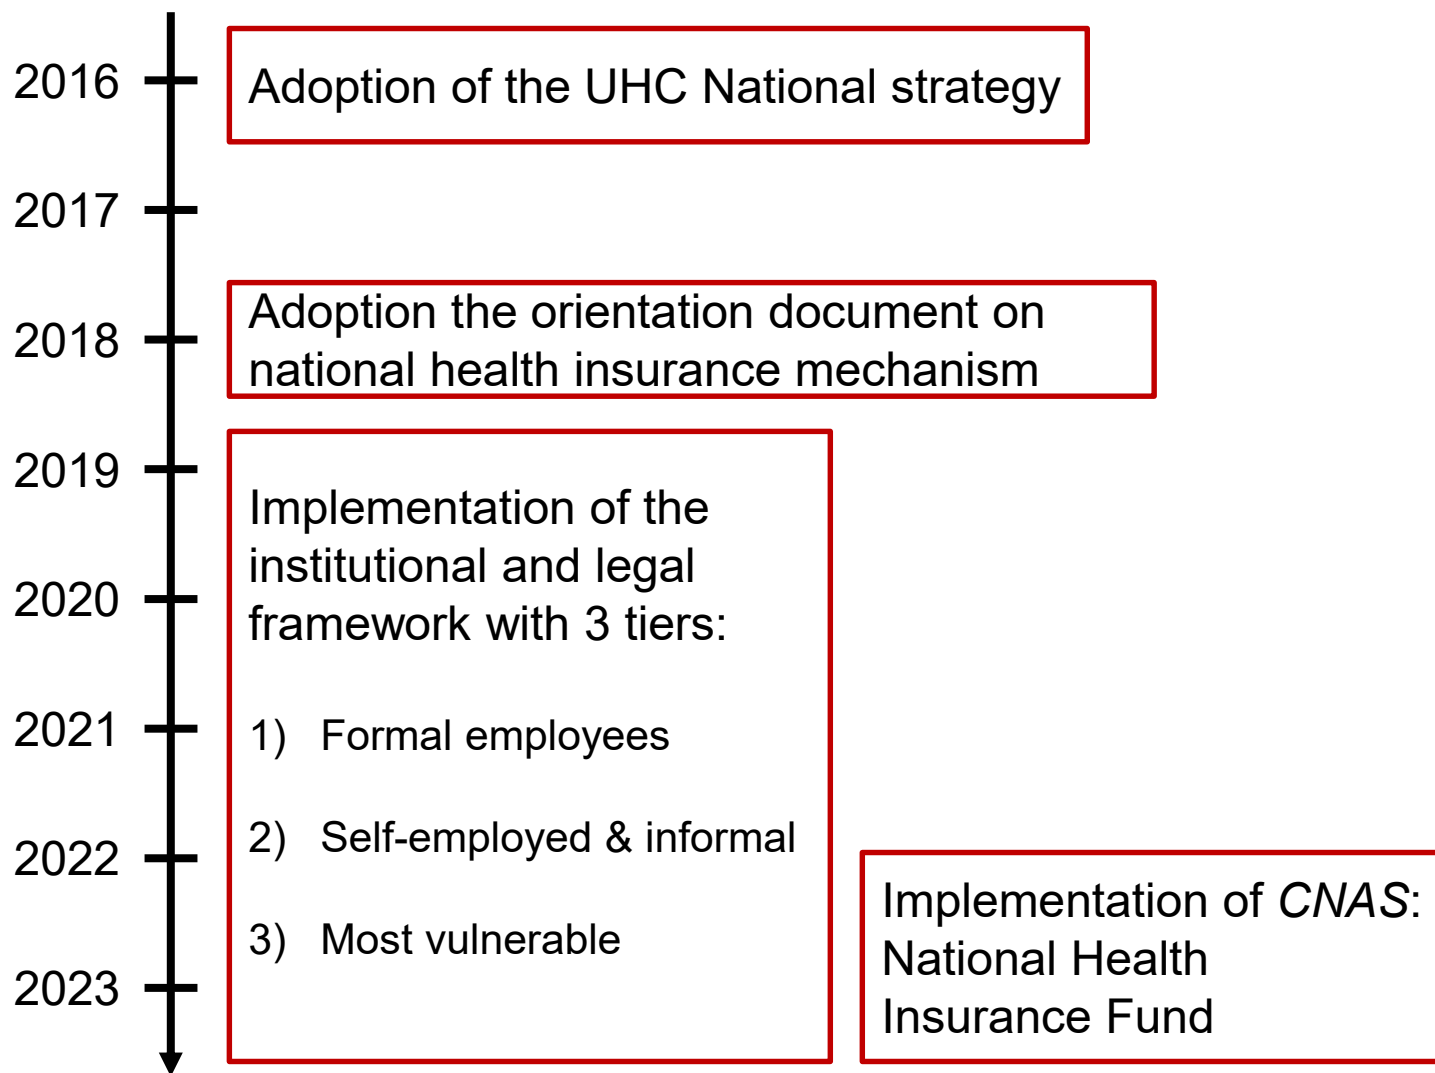 2016
Adoption of the UHC National strategy
2017
2018
Adoption the orientation document on
national health insurance mechanism
2019
2020
2021
2022
2023
Implementation of the
institutional and legal
framework with 3 tiers:
1) Formal employees
2) Self-employed & informal
3) Most vulnerable
Implementation of CNAS:
National Health
Insurance Fund